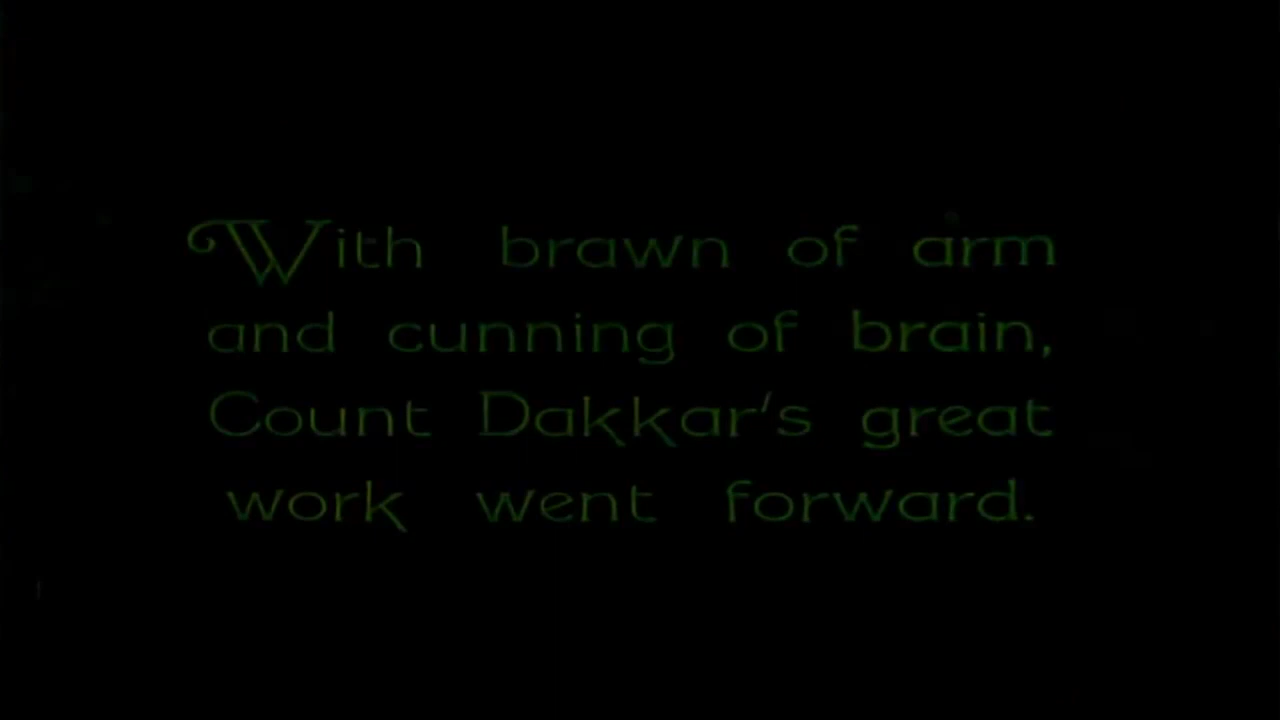 With brawn of arm
and cunning of brain,
Count Dakkar's great
work went forward.